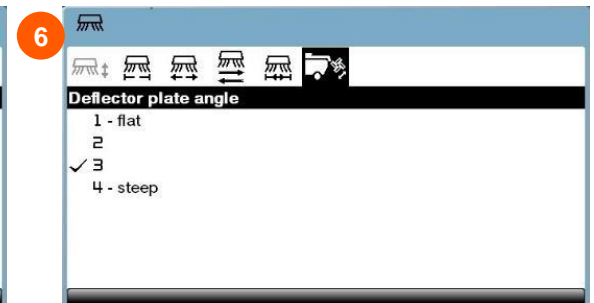 6
Deflector plate angle
1 - flat
2
✓ 3
4 - steep